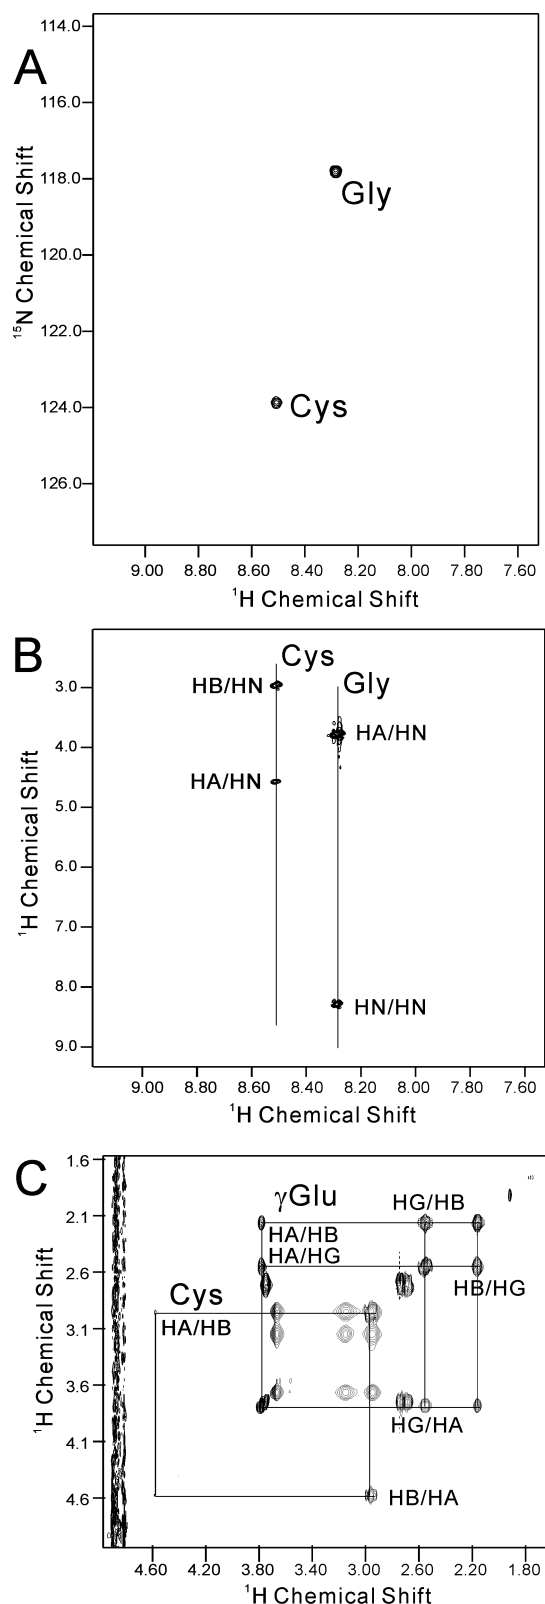 A
114.0
116.0
118.0
120.0
122.0
124.0
126.0
15N Chemical Shift
Gly
Cys
9.00 8.80 8.60 8.40 8.20 8.00 7.80 7.60
1H Chemical Shift
B
Cys
Gly
3.0
4.0
5.0
6.0
7.0
8.0
9.0
1H Chemical Shift
HB/HN
HA/HN
HA/HN
HN/HN
9.00 8.80 8.60 8.40 8.20 8.00 7.80 7.60
1H Chemical Shift
C
1.6
2.1
2.6
3.1
3.6
4.1
4.6
1H Chemical Shift
γGlu
HG/HB
HA/HB
HA/HG
HB/HG
Cys
HA/HB
HG/HA
HB/HA
4.60 4.20 3.80 3.40 3.00 2.60 2.20 1.80
1H Chemical Shift